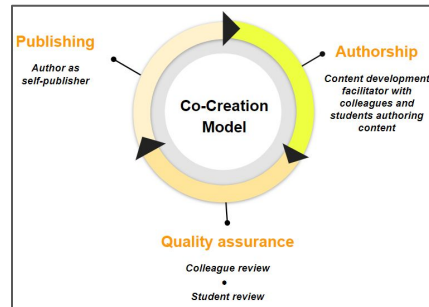 Publishing
Author as
self-publisher
Authorship
Content development
facilitator with
colleagues and
students authoring
content
Co-Creation
Model
Quality assurance
Colleague review
•
Student review